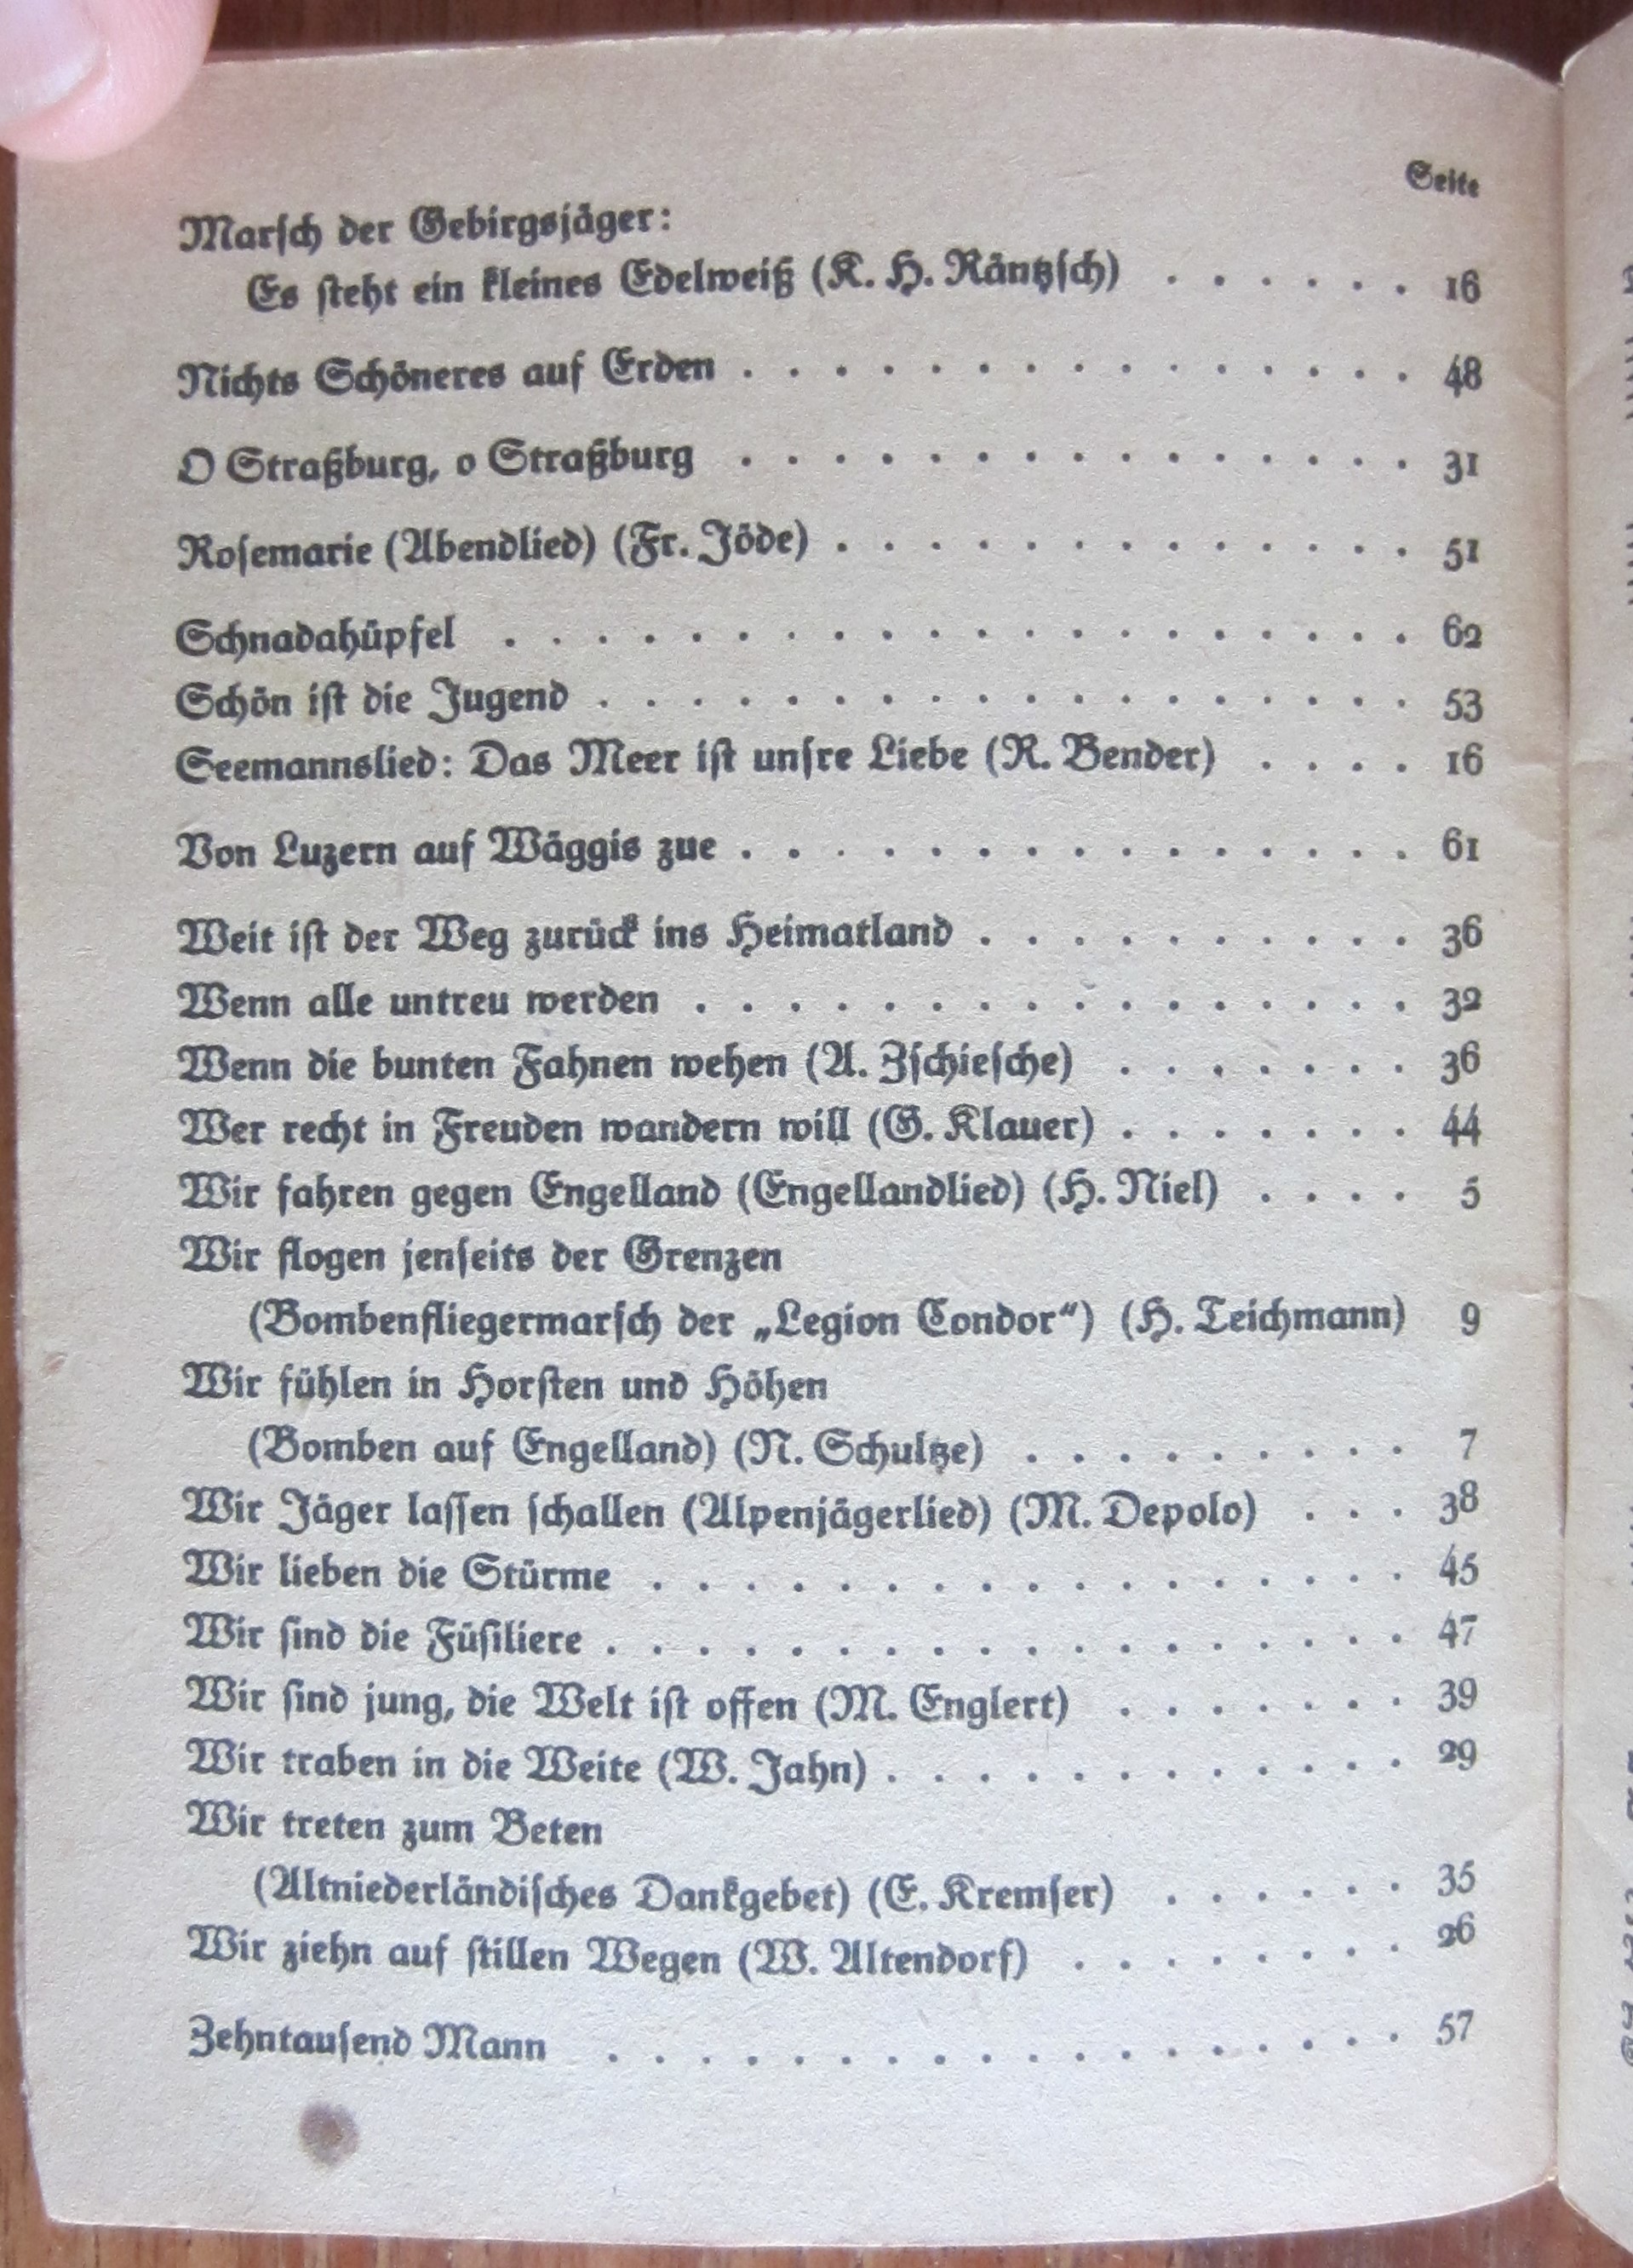 Seite
Marsch der Gebirgsjäger:
Es steht ein kleines Edelweiß (K. H. Räntzsch) . . . . . . 16
Nichts Schöneres auf Erden . . . . . . . . . . . . . . . 48
O Straßburg, o Straßburg . . . . . . . . . . . . . . . 31
Rosemarie (Abendlied) (Fr. Jöde) . . . . . . . . . . . . . 51
Schnadahüpfel . . . . . . . . . . . . . . . . . . . . 62
Schön ist die Jugend . . . . . . . . . . . . . . . . . . 53
Seemannslied: Das Meer ist unsre Liebe (R. Bender) . . . . 16
Von Luzern auf Wäggis zue . . . . . . . . . . . . . . . 61
Weit ist der Weg zurück ins Heimatland . . . . . . . . . . 36
Wenn alle untreu werden . . . . . . . . . . . . . . . . 32
Wenn die bunten Fahnen wehen (A. Zschiesche) . . . . . . . 36
Wer recht in Freuden wandern will (G. Klauer) . . . . . . . 44
Wir fahren gegen Engelland (Engellandlied) (H. Niel) . . . . 5
Wir flogen jenseits der Grenzen
(Bombenfliegermarsch der „Legion Condor“) (H. Teichmann) 9
Wir fühlen in Horsten und Höhen
(Bomben auf Engelland) (N. Schultze) . . . . . . . . . 7
Wir Jäger lassen schallen (Alpenjägerlied) (M. Depolo) . . . 38
Wir lieben die Stürme . . . . . . . . . . . . . . . . . 45
Wir sind die Füsiliere . . . . . . . . . . . . . . . . . . 47
Wir sind jung, die Welt ist offen (M. Englert) . . . . . . . 39
Wir traben in die Weite (W. Jahn) . . . . . . . . . . . . 29
Wir treten zum Beten
(Altniederländisches Dankgebet) (E. Kremser) . . . . . . 35
Wir ziehn auf stillen Wegen (W. Altendorf) . . . . . . . . 26
Zehntausend Mann . . . . . . . . . . . . . . . . . . 57